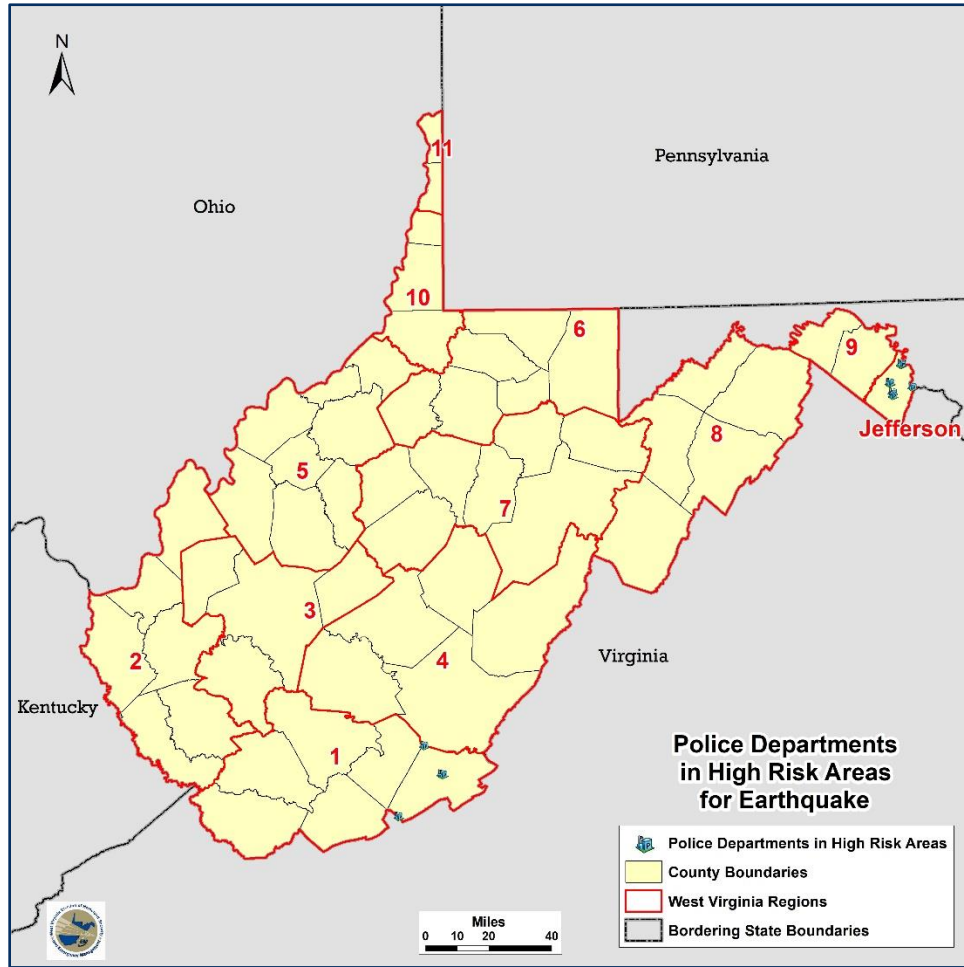 N
11
Pennsylvania
Ohio
10
6
9
Jefferson
8
5
7
3
2
4
Virginia
Kentucky
1
Police Departments
in High Risk Areas
for Earthquake
Police Departments in High Risk Areas
County Boundaries
West Virginia Regions
Bordering State Boundaries
Miles
0 10 20 40